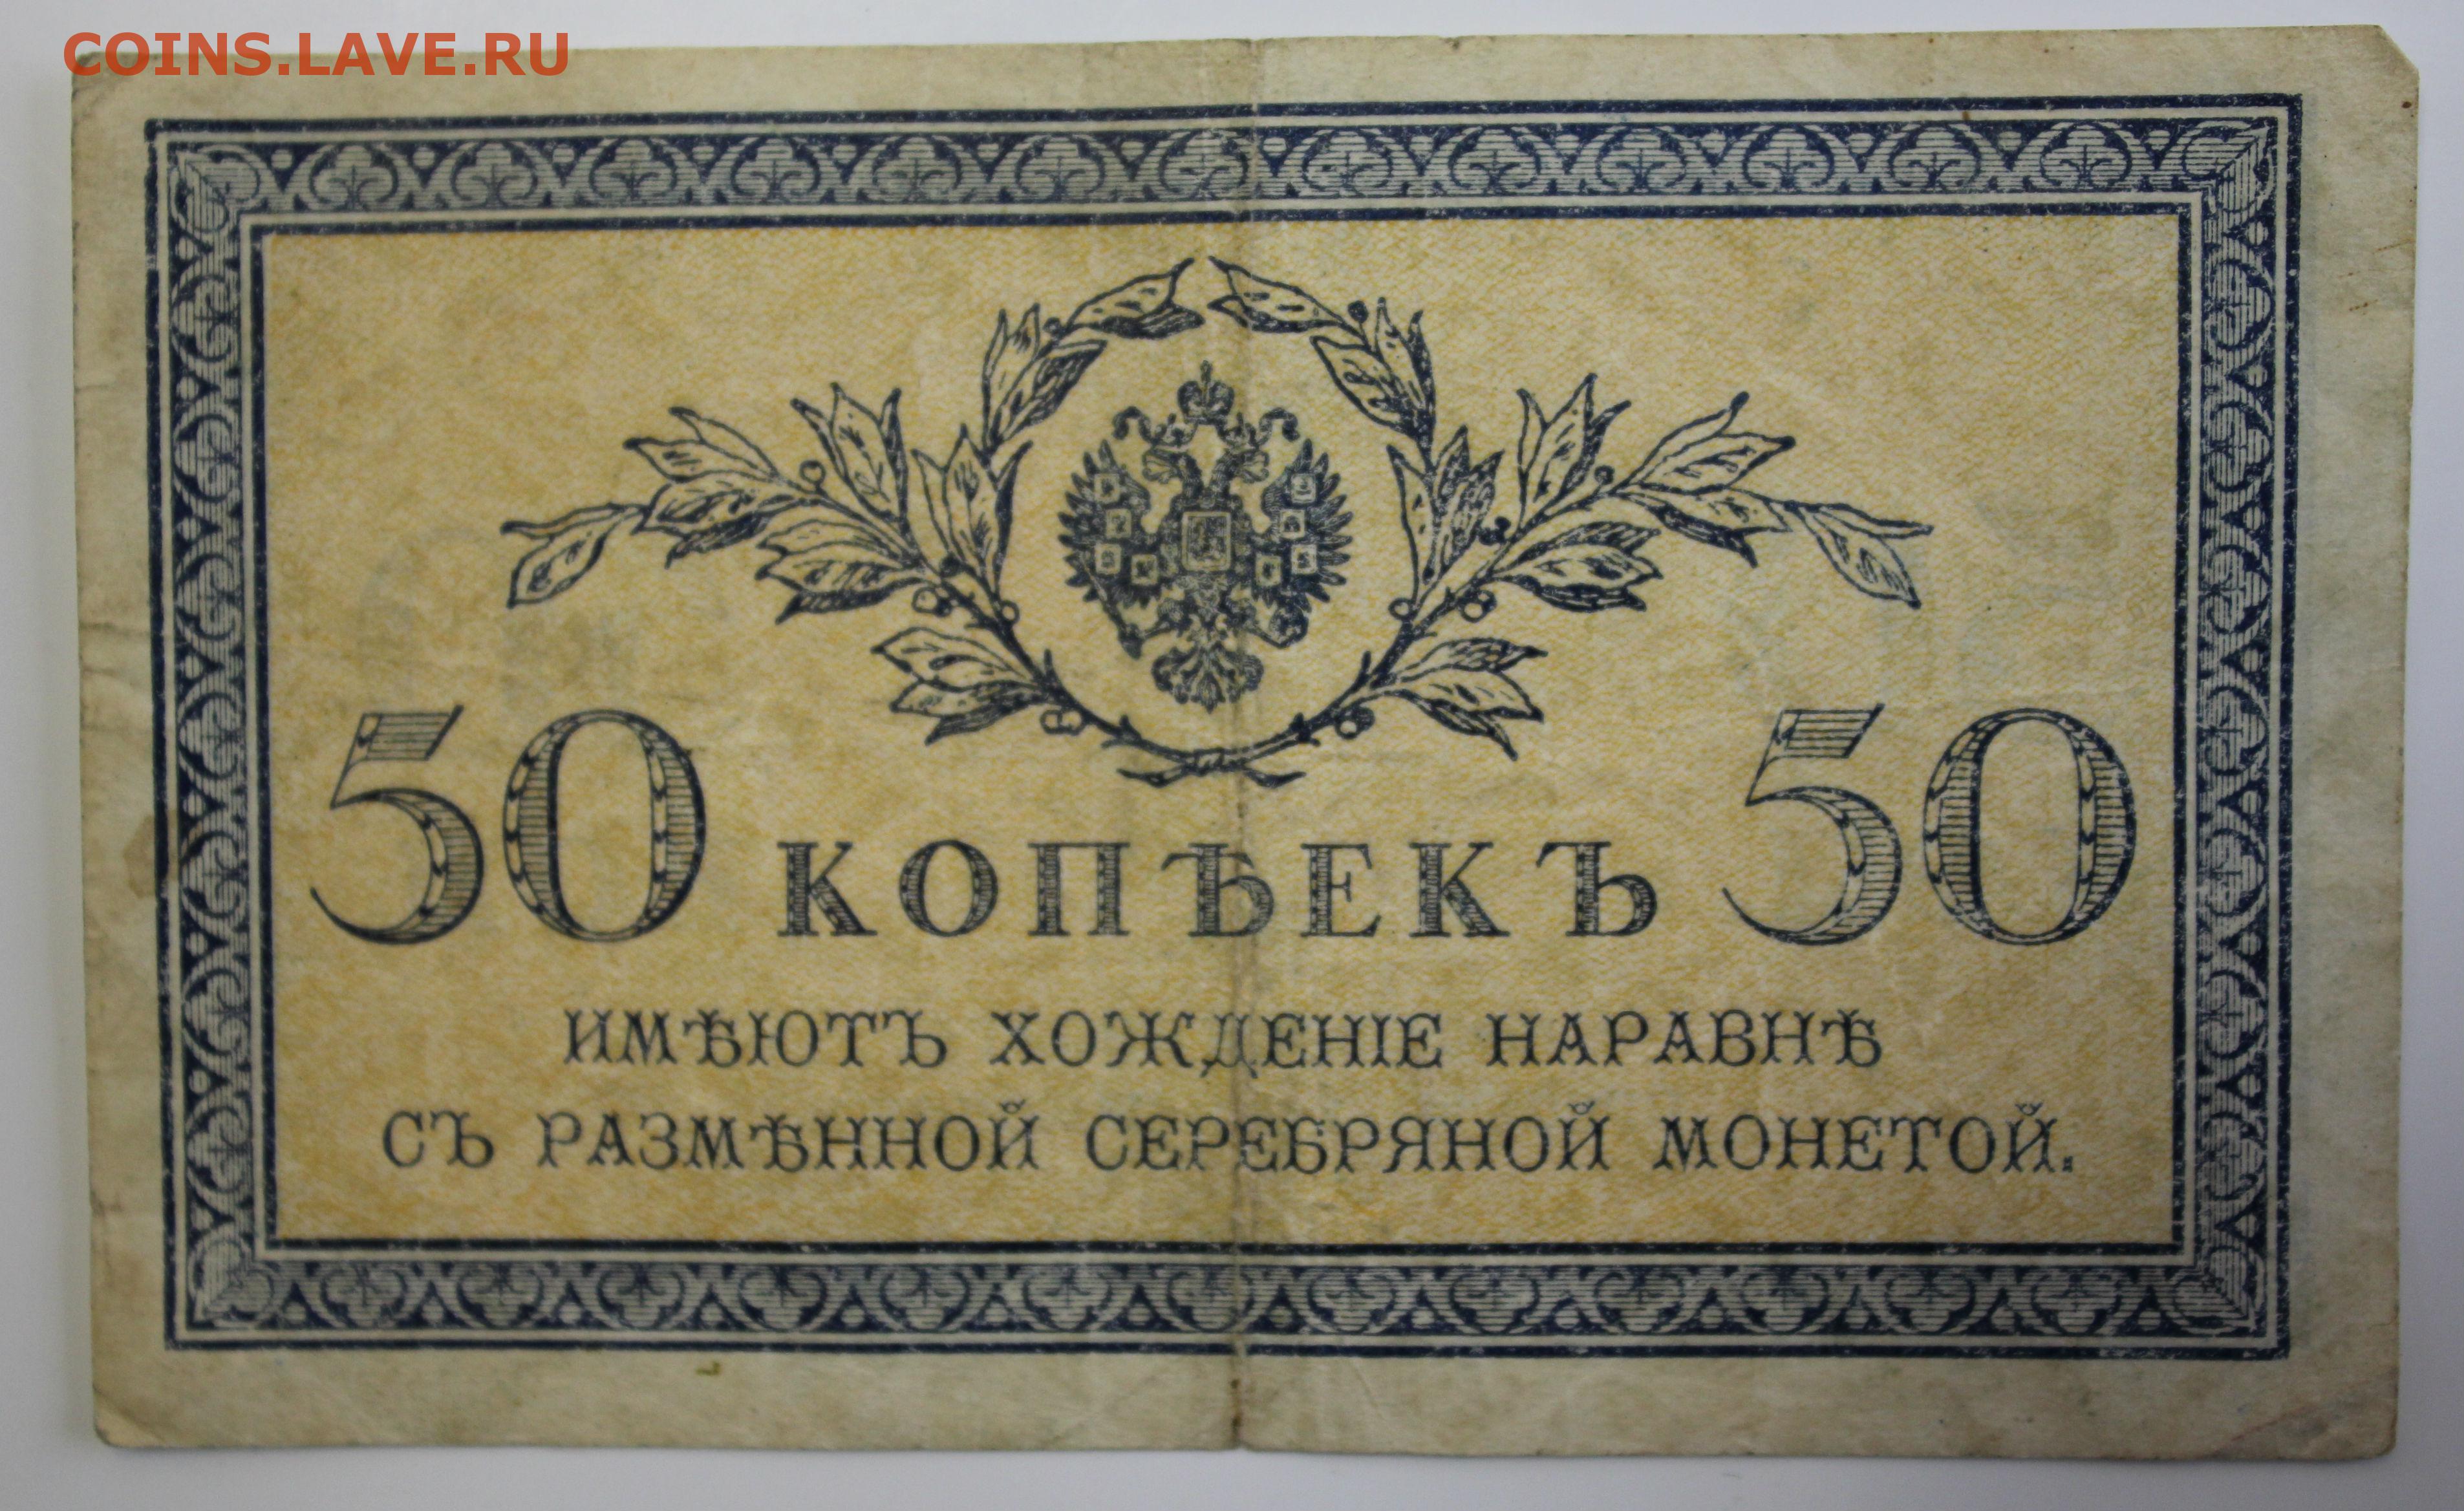 COINS.LAVE.RU
50 КОПѢЕКЪ 50
ИМѢЮТЪ ХОЖДЕНІЕ НАРАВНѢ
СЪ РАЗМѢННОЙ СЕРЕБРЯНОЙ МОНЕТОЙ.